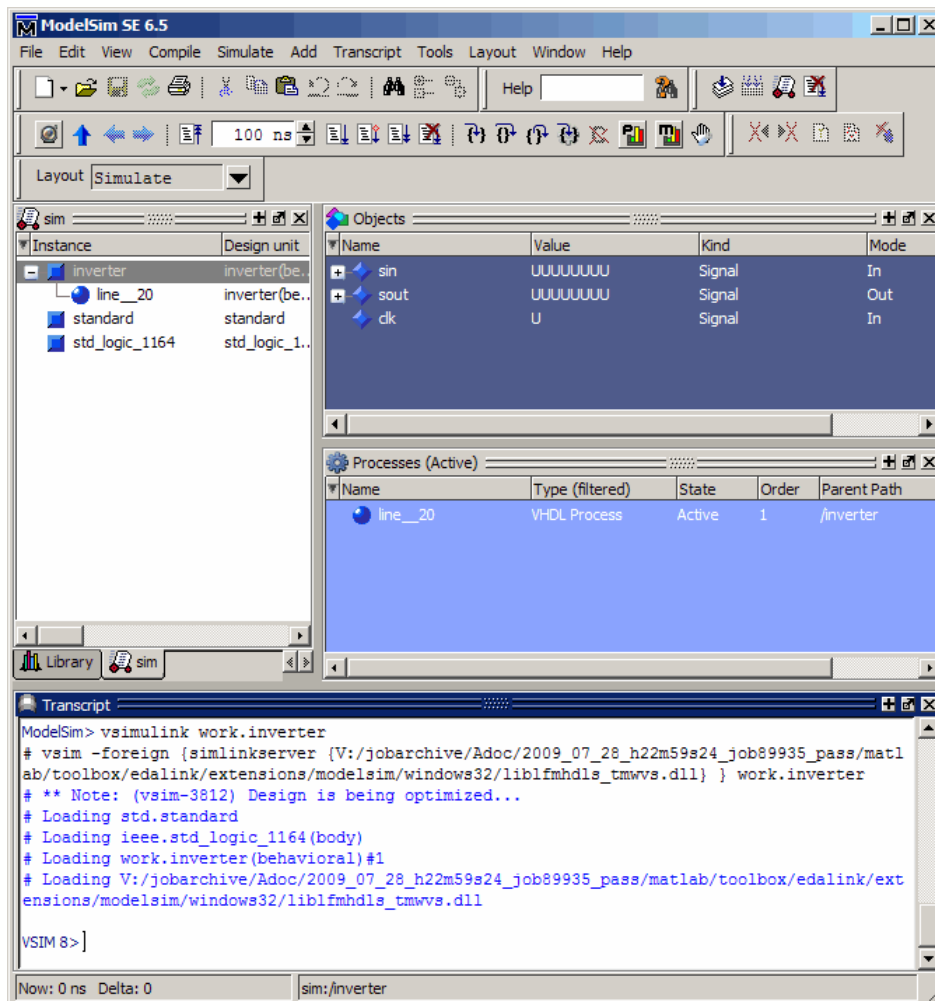 ModelSim SE 6.5
File Edit View Compile Simulate Add Transcript Tools Layout Window Help
Help
100 ns
Layout Simulate
sim
Instance Design unit
inverter inverter(be..
line__20 inverter(be..
standard standard
std_logic_1164 std_logic_1..
Library sim
Objects
Name Value Kind Mode
sin UUUUUUUU Signal In
sout UUUUUUUU Signal Out
clk U Signal In
Processes (Active)
Name Type (filtered) State Order Parent Path
line__20 VHDL Process Active 1 /inverter
Transcript
ModelSim> vsimulink work.inverter
# vsim -foreign {simlinkserver {V:/jobarchive/Adoc/2009_07_28_h22m59s24_job89935_pass/matl
ab/toolbox/edalink/extensions/modelsim/windows32/liblfmhdls_tmwvs.dll} } work.inverter
# ** Note: (vsim-3812) Design is being optimized...
# Loading std.standard
# Loading ieee.std_logic_1164(body)
# Loading work.inverter(behavioral)#1
# Loading V:/jobarchive/Adoc/2009_07_28_h22m59s24_job89935_pass/matlab/toolbox/edalink/ext
ensions/modelsim/windows32/liblfmhdls_tmwvs.dll
VSIM 8>
Now: 0 ns Delta: 0 sim:/inverter